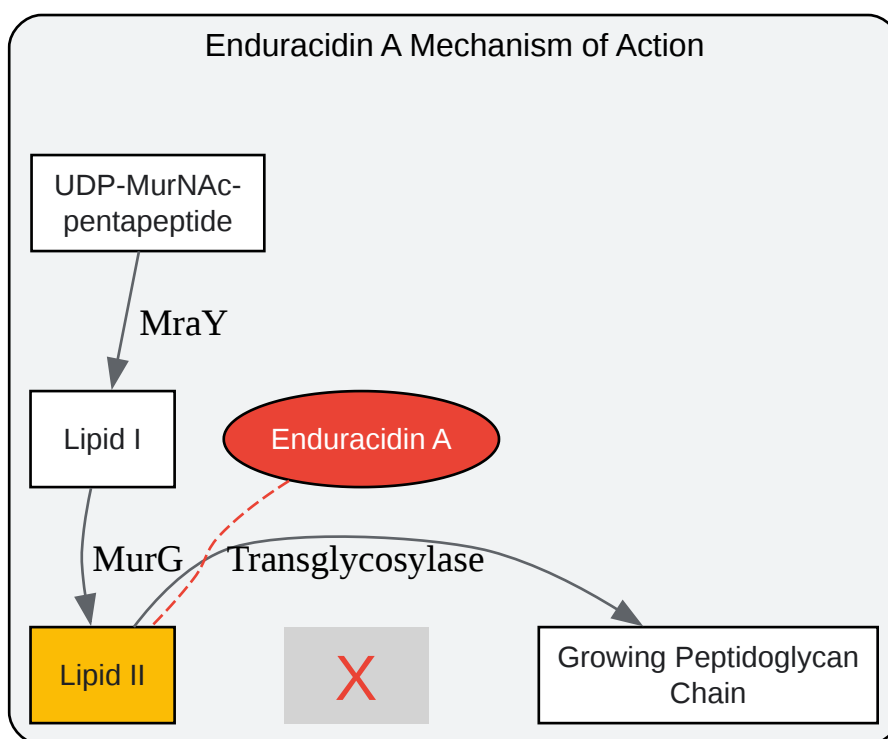 Enduracidin A Mechanism of Action
UDP-MurNAc-
pentapeptide
MraY
Lipid I
Enduracidin A
MurG
Transglycosylase
Lipid II
X
Growing Peptidoglycan
Chain